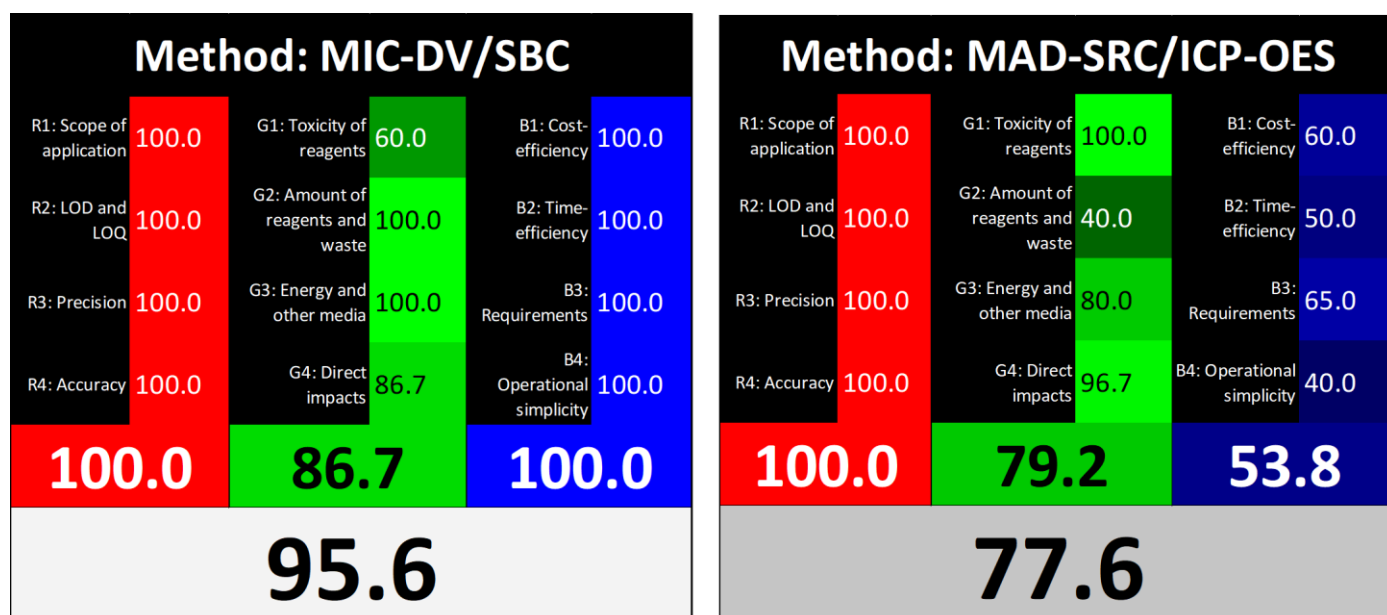 Method: MIC-DV/SBC
R1: Scope of
application
100.0
G1: Toxicity of
reagents
60.0
B1: Cost-
efficiency
100.0
R2: LOD and
LOQ
100.0
G2: Amount of
reagents and
waste
100.0
B2: Time-
efficiency
100.0
R3: Precision
100.0
G3: Energy and
other media
100.0
B3:
Requirements
100.0
R4: Accuracy
100.0
G4: Direct
impacts
86.7
B4:
Operational
simplicity
100.0
100.0
86.7
100.0
95.6
Method: MAD-SRC/ICP-OES
R1: Scope of
application
100.0
G1: Toxicity of
reagents
100.0
B1: Cost-
efficiency
60.0
R2: LOD and
LOQ
100.0
G2: Amount of
reagents and
waste
40.0
B2: Time-
efficiency
50.0
R3: Precision
100.0
G3: Energy and
other media
80.0
B3:
Requirements
65.0
R4: Accuracy
100.0
G4: Direct
impacts
96.7
B4: Operational
simplicity
40.0
100.0
79.2
53.8
77.6